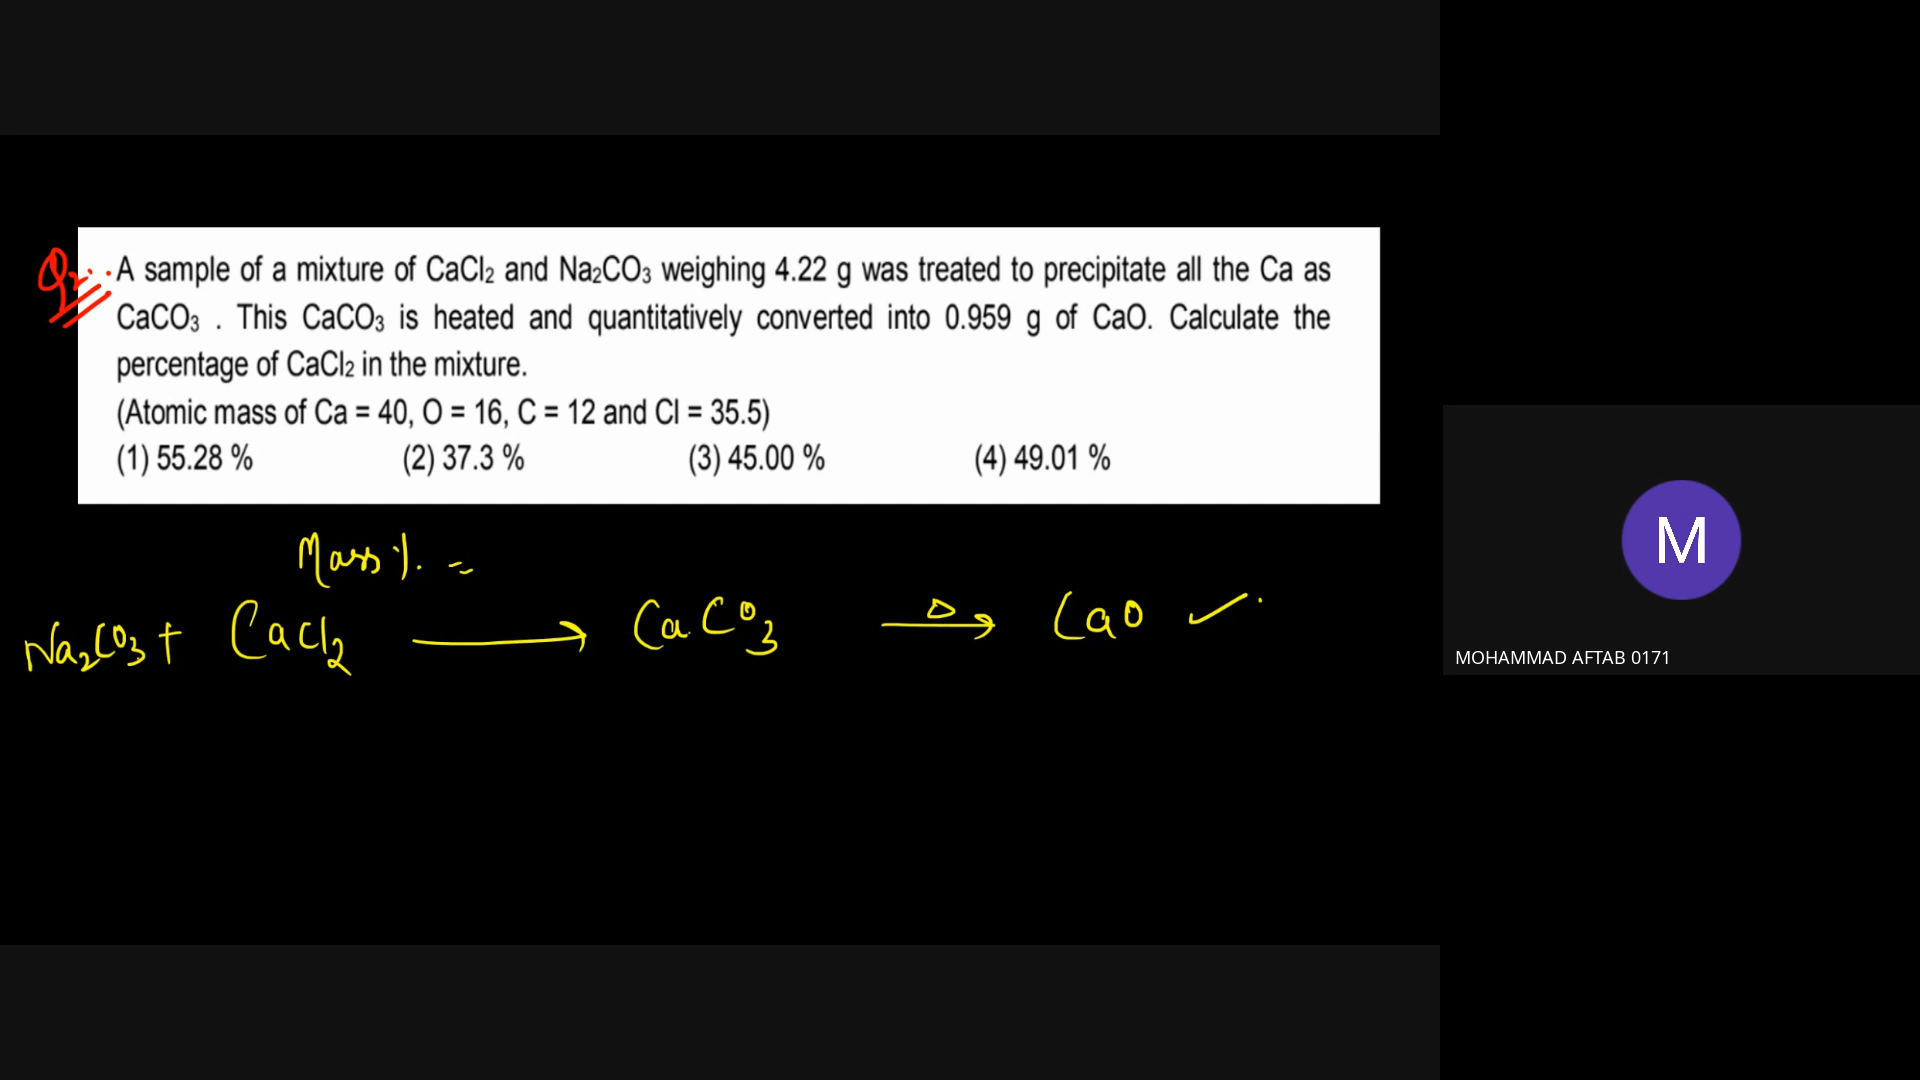 Q2. A sample of a mixture of CaCl₂ and Na₂CO₃ weighing 4.22 g was treated to precipitate all the Ca as
CaCO₃ . This CaCO₃ is heated and quantitatively converted into 0.959 g of CaO. Calculate the
percentage of CaCl₂ in the mixture.
(Atomic mass of Ca = 40, O = 16, C = 12 and Cl = 35.5)
(1) 55.28 % (2) 37.3 % (3) 45.00 % (4) 49.01 %
Mass %. =
Na₂CO₃ + CaCl₂ ⟶ CaCO₃ —Δ→ CaO ✓
M
MOHAMMAD AFTAB 0171